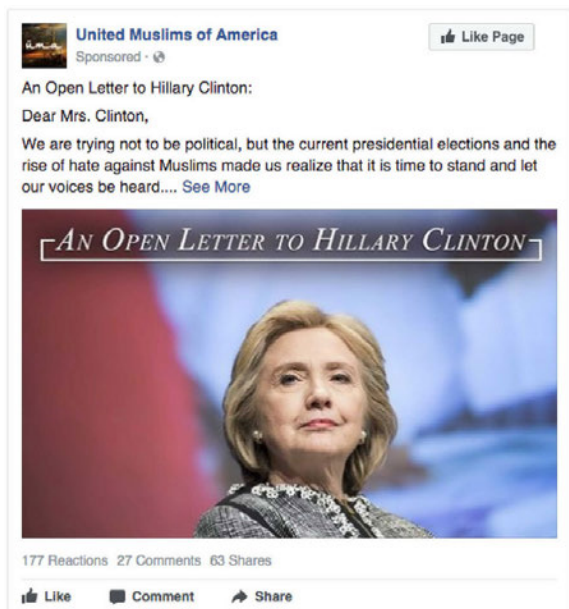 United Muslims of America
Like Page
Sponsored ·
An Open Letter to Hillary Clinton:
Dear Mrs. Clinton,
We are trying not to be political, but the current presidential elections and the
rise of hate against Muslims made us realize that it is time to stand and let
our voices be heard.... See More
AN OPEN LETTER TO HILLARY CLINTON
177 Reactions 27 Comments 63 Shares
Like Comment Share